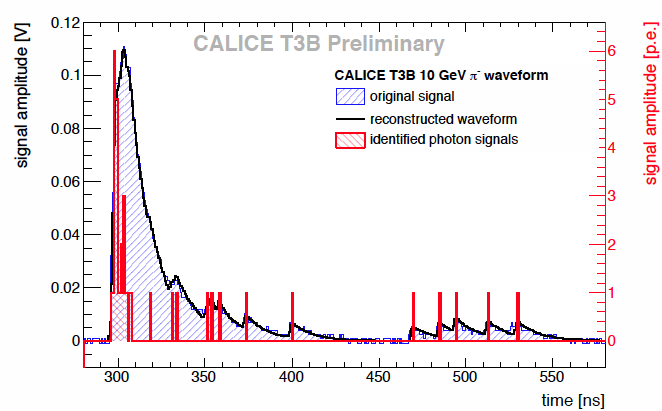 CALICE T3B Preliminary
CALICE T3B 10 GeV π⁻ waveform
original signal
reconstructed waveform
identified photon signals
signal amplitude [V]
0.12
0.1
0.08
0.06
0.04
0.02
0
signal amplitude [p.e.]
6
5
4
3
2
1
0
300 350 400 450 500 550
time [ns]